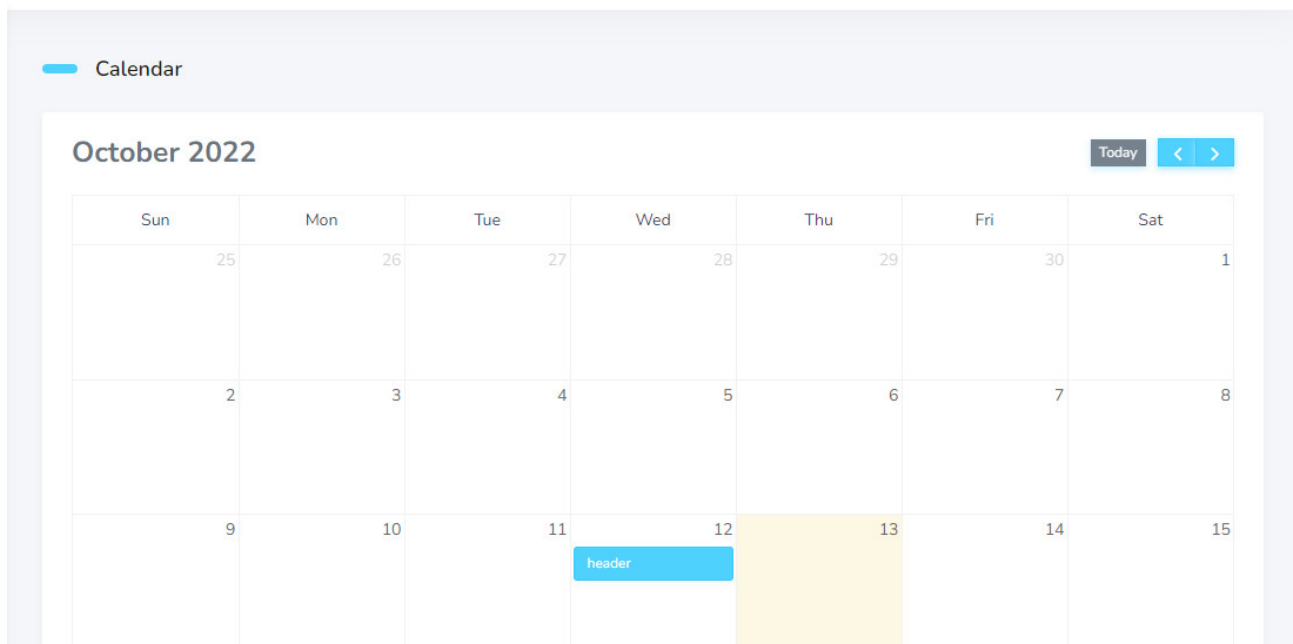 Calendar
October 2022
Today
Sun Mon Tue Wed Thu Fri Sat
25 26 27 28 29 30 1
2 3 4 5 6 7 8
9 10 11 12 13 14 15
header